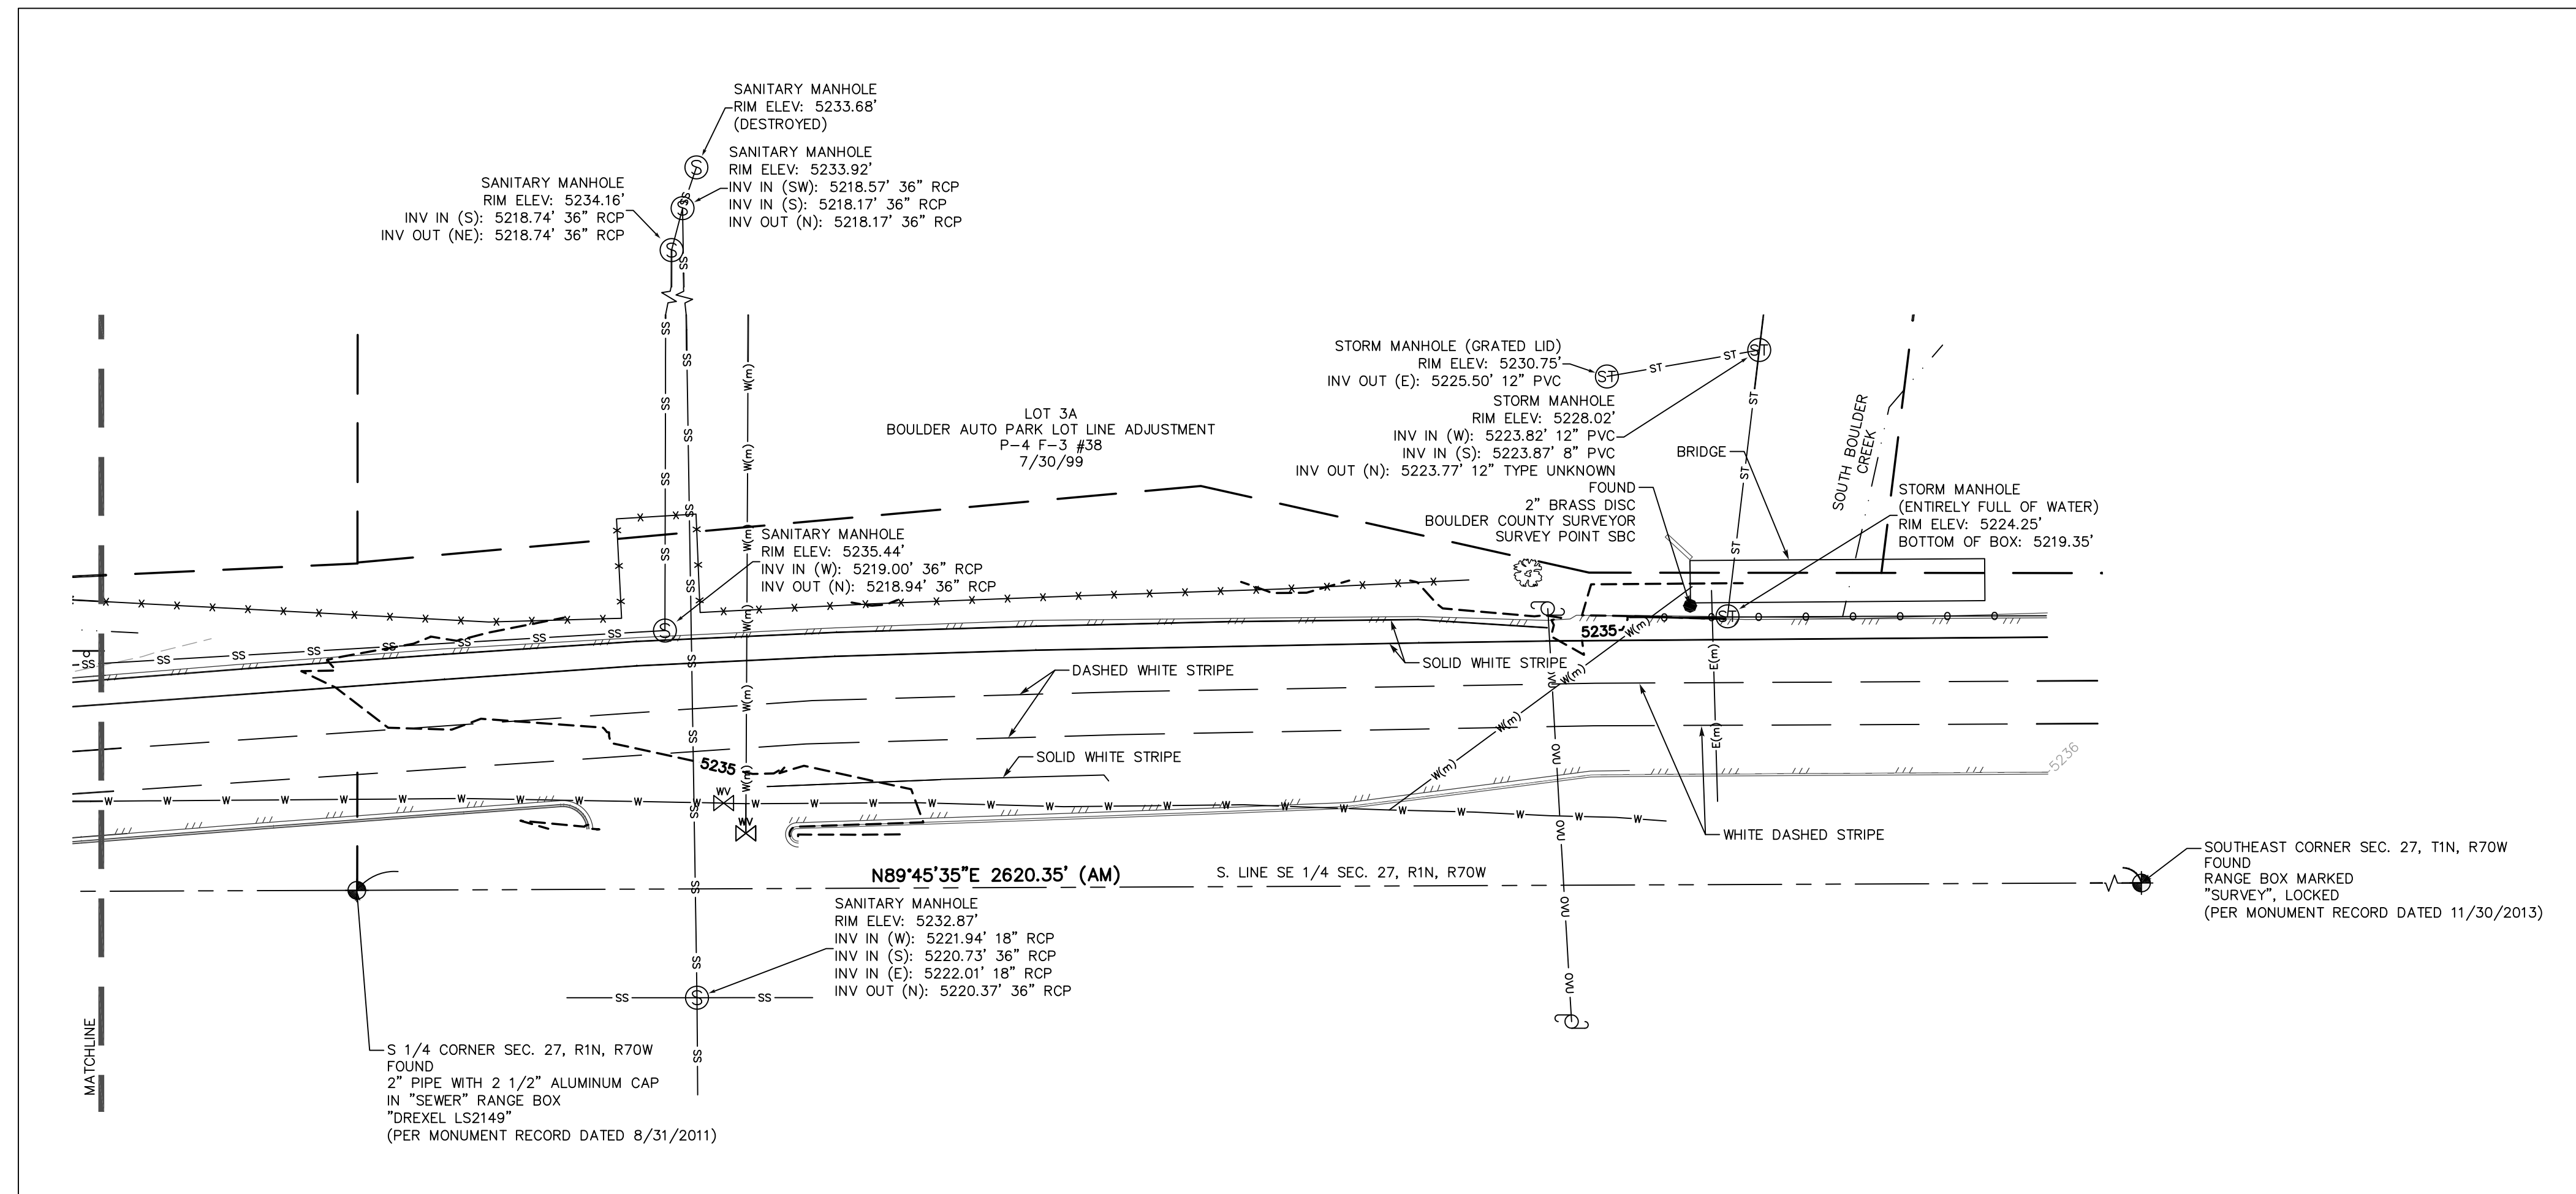 SANITARY MANHOLE
RIM ELEV: 5233.68'
(DESTROYED)
SANITARY MANHOLE
RIM ELEV: 5233.92'
INV IN (SW): 5218.57' 36" RCP
INV IN (S): 5218.17' 36" RCP
INV OUT (N): 5218.17' 36" RCP
SANITARY MANHOLE
RIM ELEV: 5234.16'
INV IN (S): 5218.74' 36" RCP
INV OUT (NE): 5218.74' 36" RCP
LOT 3A
BOULDER AUTO PARK LOT LINE ADJUSTMENT
P-4 F-3 #38
7/30/99
STORM MANHOLE (GRATED LID)
RIM ELEV: 5230.75'
INV OUT (E): 5225.50' 12" PVC
STORM MANHOLE
RIM ELEV: 5228.02'
INV IN (W): 5223.82' 12" PVC
INV IN (S): 5223.87' 8" PVC
INV OUT (N): 5223.77' 12" TYPE UNKNOWN
FOUND
2" BRASS DISC
BOULDER COUNTY SURVEYOR
SURVEY POINT SBC
BRIDGE
SOUTH BOULDER
CREEK
STORM MANHOLE
(ENTIRELY FULL OF WATER)
RIM ELEV: 5224.25'
BOTTOM OF BOX: 5219.35'
SANITARY MANHOLE
RIM ELEV: 5235.44'
INV IN (W): 5219.00' 36" RCP
INV OUT (N): 5218.94' 36" RCP
5235
SOLID WHITE STRIPE
DASHED WHITE STRIPE
SOLID WHITE STRIPE
5235
5236
WV
WV
WHITE DASHED STRIPE
N89°45'35"E 2620.35' (AM)
S. LINE SE 1/4 SEC. 27, R1N, R70W
SOUTHEAST CORNER SEC. 27, T1N, R70W
FOUND
RANGE BOX MARKED
"SURVEY", LOCKED
(PER MONUMENT RECORD DATED 11/30/2013)
SANITARY MANHOLE
RIM ELEV: 5232.87'
INV IN (W): 5221.94' 18" RCP
INV IN (S): 5220.73' 36" RCP
INV IN (E): 5222.01' 18" RCP
INV OUT (N): 5220.37' 36" RCP
MATCHLINE
S 1/4 CORNER SEC. 27, R1N, R70W
FOUND
2" PIPE WITH 2 1/2" ALUMINUM CAP
IN "SEWER" RANGE BOX
"DREXEL LS2149"
(PER MONUMENT RECORD DATED 8/31/2011)